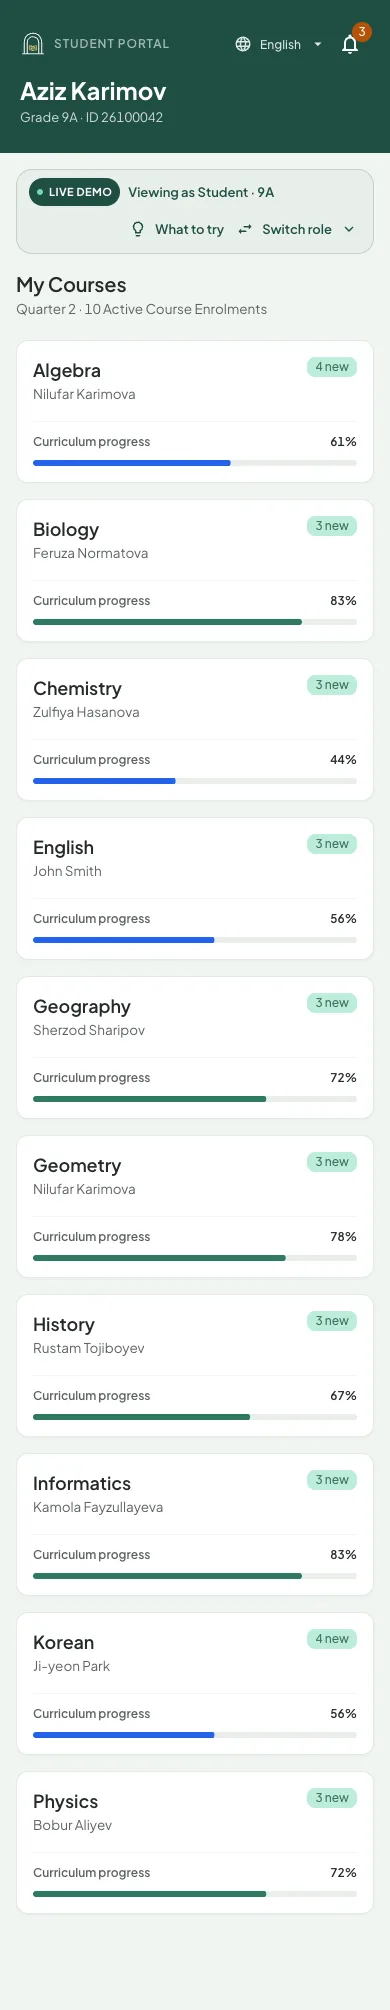 STUDENT PORTAL
English
3
Aziz Karimov
Grade 9A · ID 26100042
LIVE DEMO
Viewing as Student · 9A
What to try
Switch role
My Courses
Quarter 2 · 10 Active Course Enrolments
Algebra
4 new
Nilufar Karimova
Curriculum progress
61%
Biology
3 new
Feruza Normatova
Curriculum progress
83%
Chemistry
3 new
Zulfiya Hasanova
Curriculum progress
44%
English
3 new
John Smith
Curriculum progress
56%
Geography
3 new
Sherzod Sharipov
Curriculum progress
72%
Geometry
3 new
Nilufar Karimova
Curriculum progress
78%
History
3 new
Rustam Tojiboyev
Curriculum progress
67%
Informatics
3 new
Kamola Fayzullayeva
Curriculum progress
83%
Korean
4 new
Ji-yeon Park
Curriculum progress
56%
Physics
3 new
Bobur Aliyev
Curriculum progress
72%